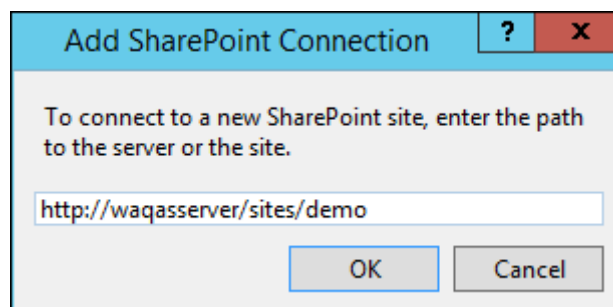 Add SharePoint Connection
? x
To connect to a new SharePoint site, enter the path
to the server or the site.
http://waqasserver/sites/demo
OK Cancel